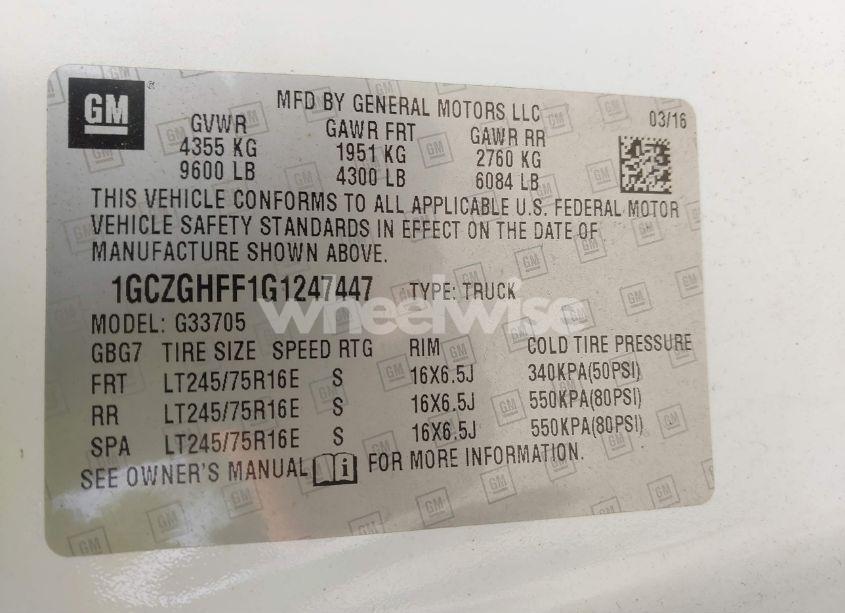 GM
MFD BY GENERAL MOTORS LLC
03/16
GVWR GAWR FRT GAWR RR
4355 KG 1951 KG 2760 KG
9600 LB 4300 LB 6084 LB
THIS VEHICLE CONFORMS TO ALL APPLICABLE U.S. FEDERAL MOTOR
VEHICLE SAFETY STANDARDS IN EFFECT ON THE DATE OF
MANUFACTURE SHOWN ABOVE.
1GCZGHFF1G1247447 TYPE: TRUCK
wheelwise
MODEL: G33705
GBG7 TIRE SIZE SPEED RTG RIM COLD TIRE PRESSURE
FRT LT245/75R16E S 16X6.5J 340KPA(50PSI)
RR LT245/75R16E S 16X6.5J 550KPA(80PSI)
SPA LT245/75R16E S 16X6.5J 550KPA(80PSI)
SEE OWNER'S MANUAL i FOR MORE INFORMATION.